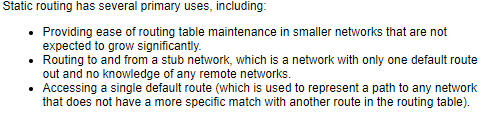 Static routing has several primary uses, including:
• Providing ease of routing table maintenance in smaller networks that are not
expected to grow significantly.
• Routing to and from a stub network, which is a network with only one default route
out and no knowledge of any remote networks.
• Accessing a single default route (which is used to represent a path to any network
that does not have a more specific match with another route in the routing table).